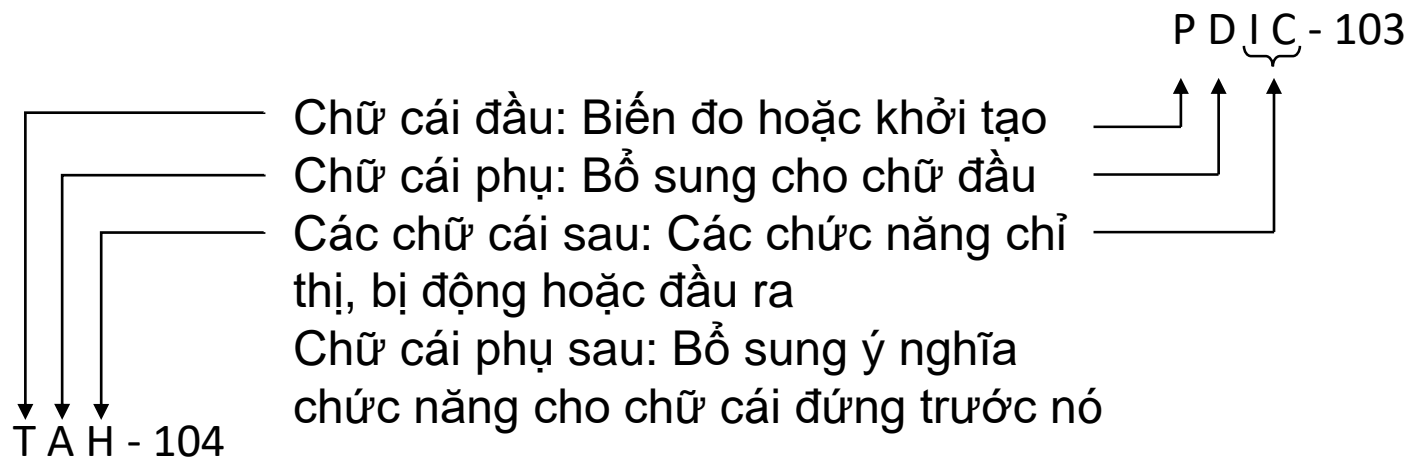 P D I C - 103
Chữ cái đầu: Biến đo hoặc khởi tạo
Chữ cái phụ: Bổ sung cho chữ đầu
Các chữ cái sau: Các chức năng chỉ
thị, bị động hoặc đầu ra
Chữ cái phụ sau: Bổ sung ý nghĩa
chức năng cho chữ cái đứng trước nó
T A H - 104